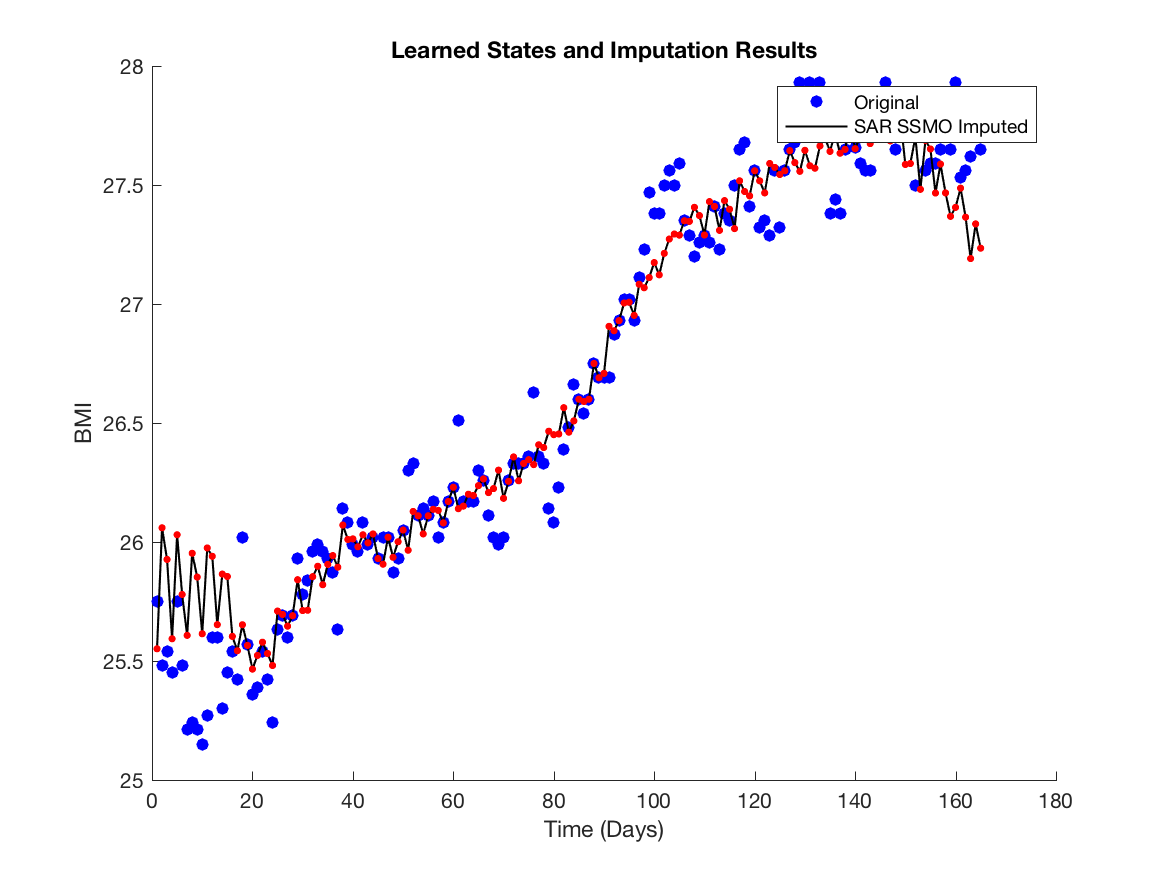 Learned States and Imputation Results
28
27.5
27
26.5
26
25.5
25
BMI
Original
SAR SSMO Imputed
0 20 40 60 80 100 120 140 160 180
Time (Days)